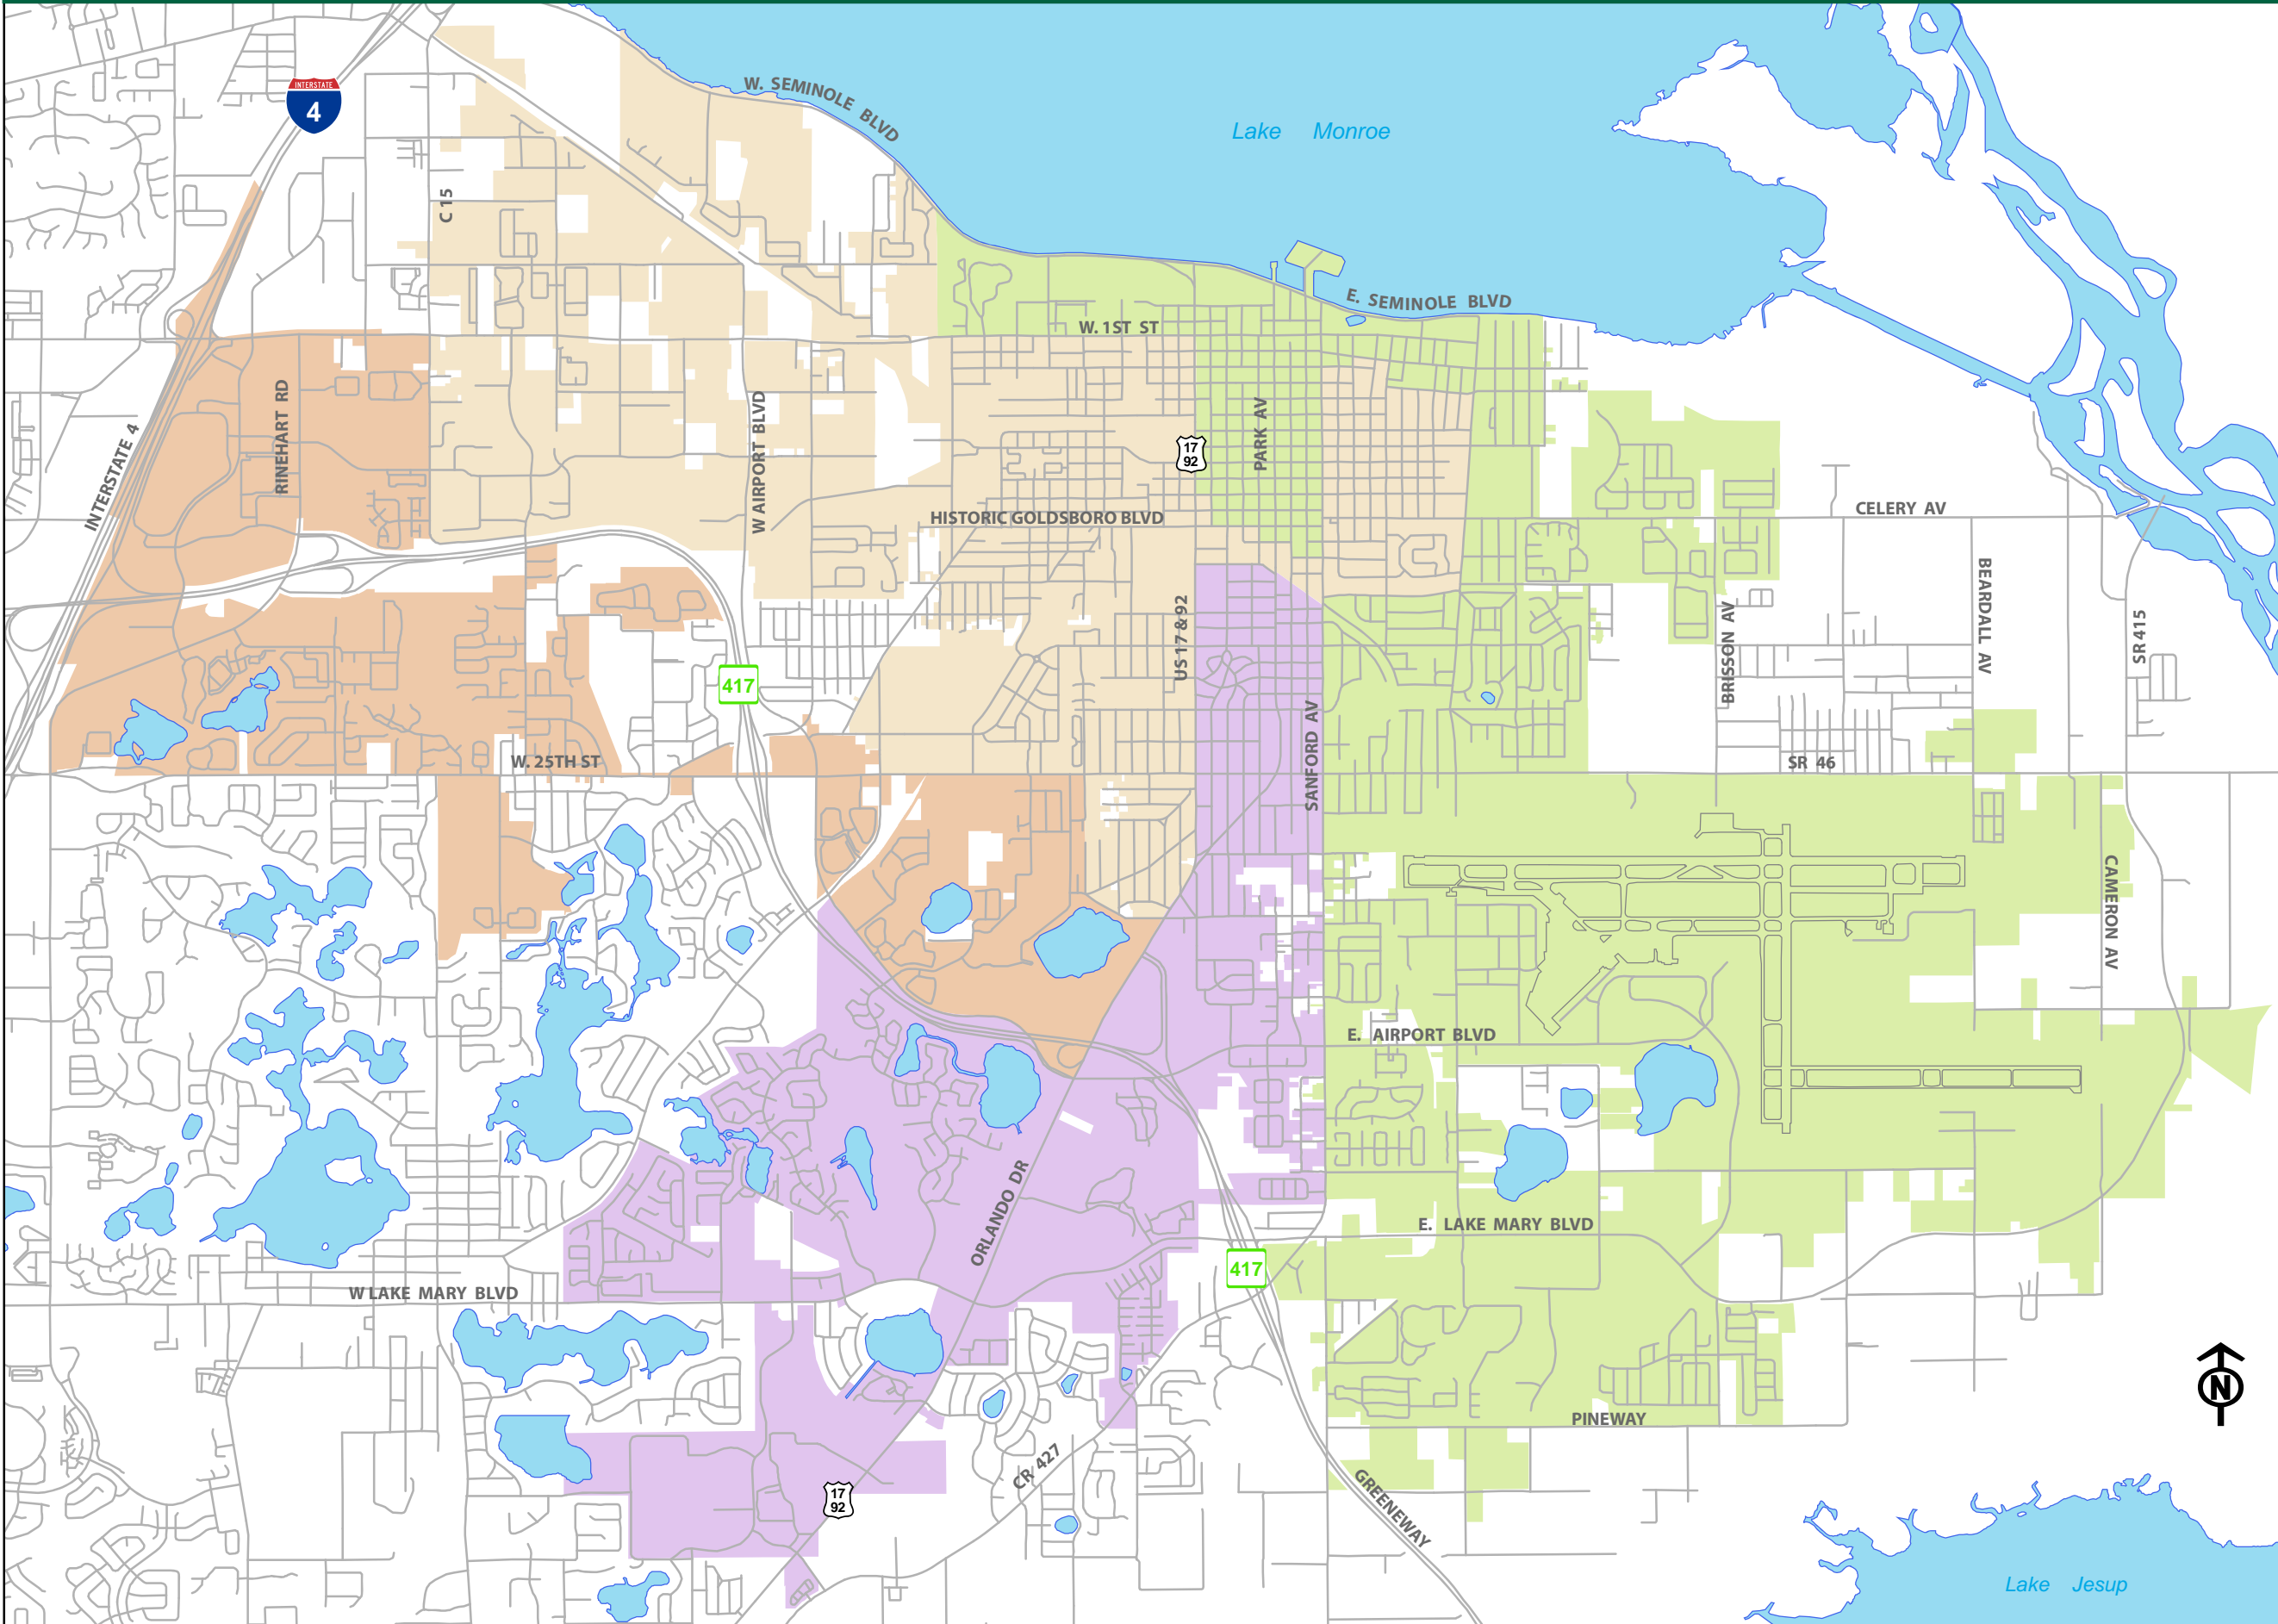 INTERSTATE
4
W. SEMINOLE BLVD
Lake Monroe
C 15
E. SEMINOLE BLVD
W. 1ST ST
RINEHART RD
INTERSTATE 4
W AIRPORT BLVD
PARK AV
17
92
HISTORIC GOLDSBORO BLVD
CELERY AV
BEARDALL AV
BRISSON AV
SR 415
US 17 & 92
417
SANFORD AV
W. 25TH ST
SR 46
CAMERON AV
E. AIRPORT BLVD
ORLANDO DR
E. LAKE MARY BLVD
417
W LAKE MARY BLVD
N
PINEWAY
CR 427
GREENEWAY
17
92
Lake Jesup